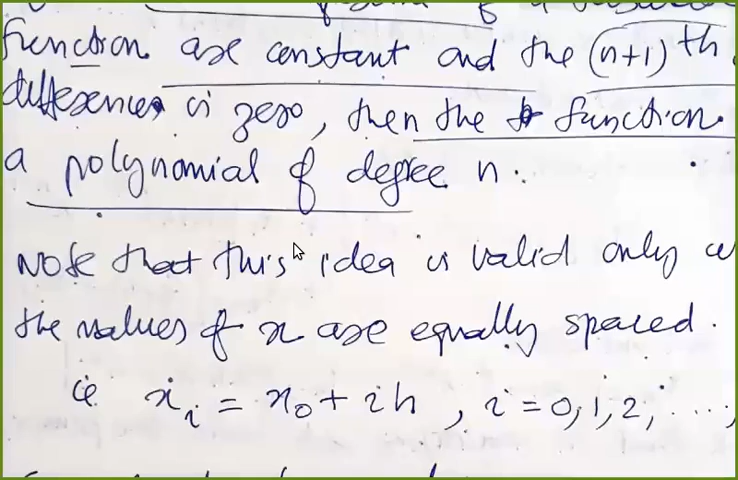 function are constant and the (n+1)th
differences is zero, then the function
a polynomial of degree n.
Note that this idea is valid only
the values of x are equally spaced.
ie x_i = x_0 + ih , i = 0, 1, 2, ....,